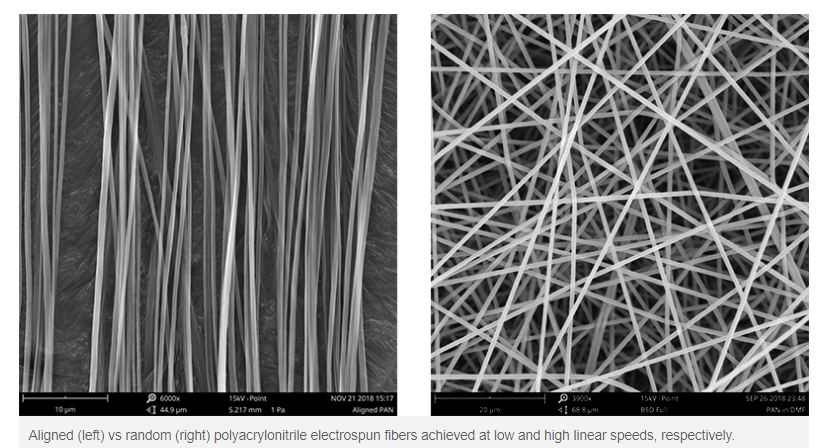 6000x 15kV - Point NOV 21 2018 15:17
10 µm 44.9 µm 5.217 mm 1 Pa Aligned PAN
3900x 15kV - Point SEP 26 2018 23:48
20 µm 68.8 µm BSD Full PAN in DMF
Aligned (left) vs random (right) polyacrylonitrile electrospun fibers achieved at low and high linear speeds, respectively.